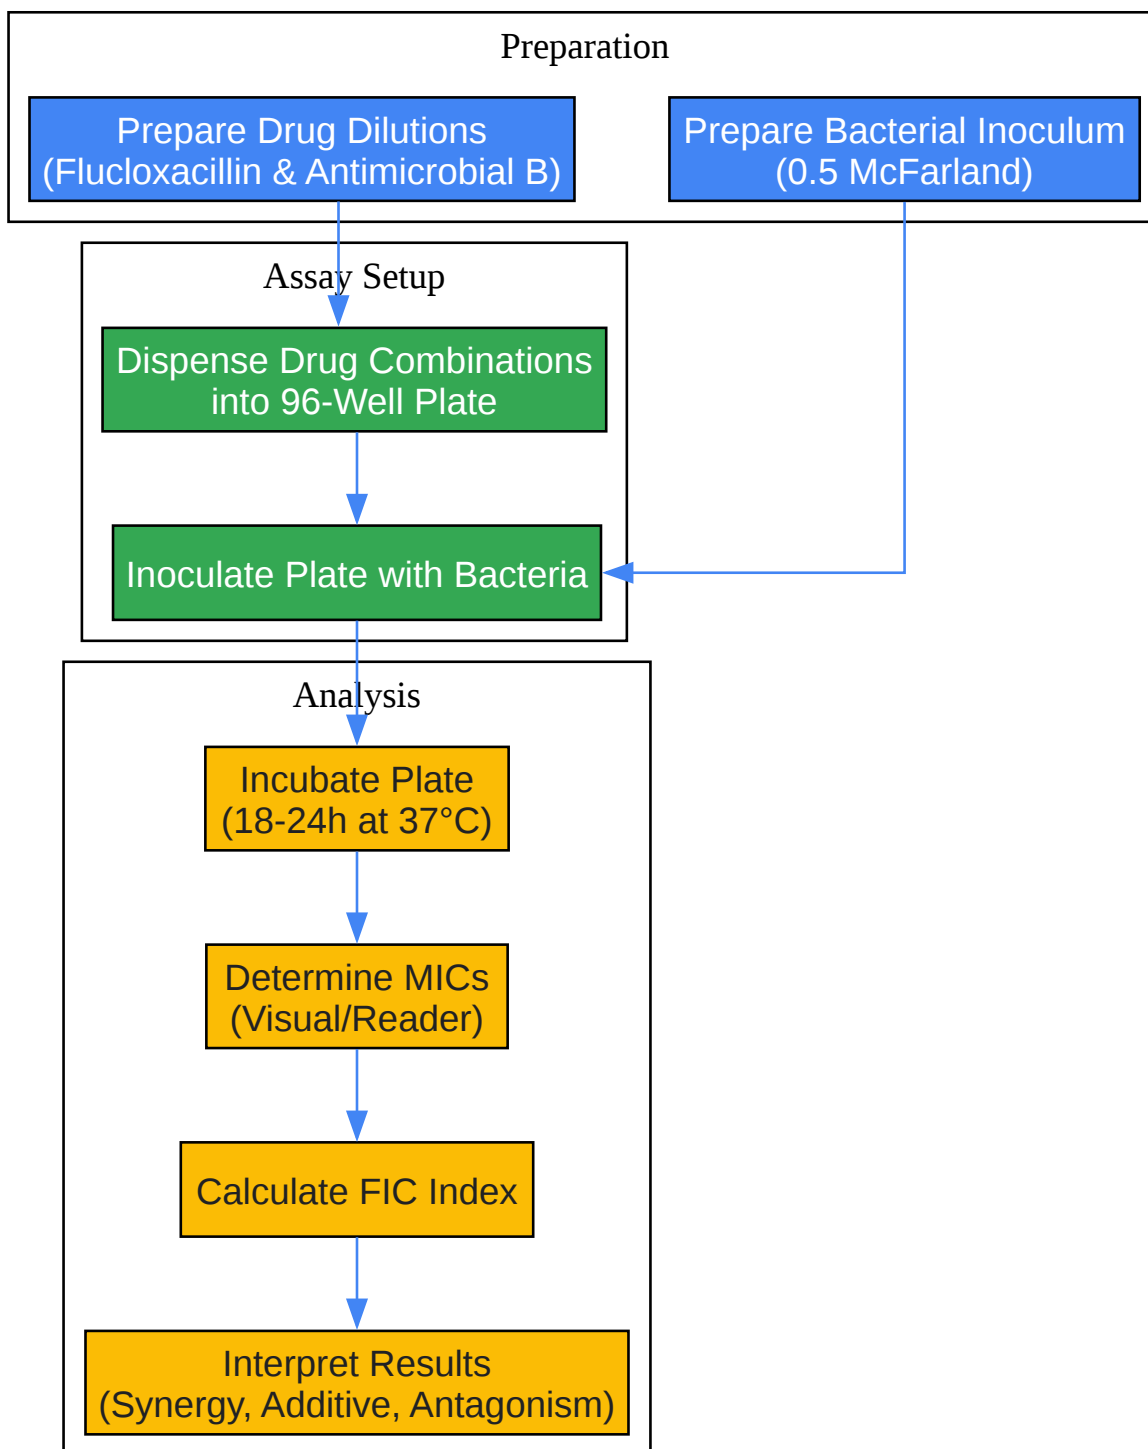 Preparation
Prepare Drug Dilutions
(Flucloxacillin & Antimicrobial B)
Prepare Bacterial Inoculum
(0.5 McFarland)
Assay Setup
Dispense Drug Combinations
into 96-Well Plate
Inoculate Plate with Bacteria
Analysis
Incubate Plate
(18-24h at 37°C)
Determine MICs
(Visual/Reader)
Calculate FIC Index
Interpret Results
(Synergy, Additive, Antagonism)